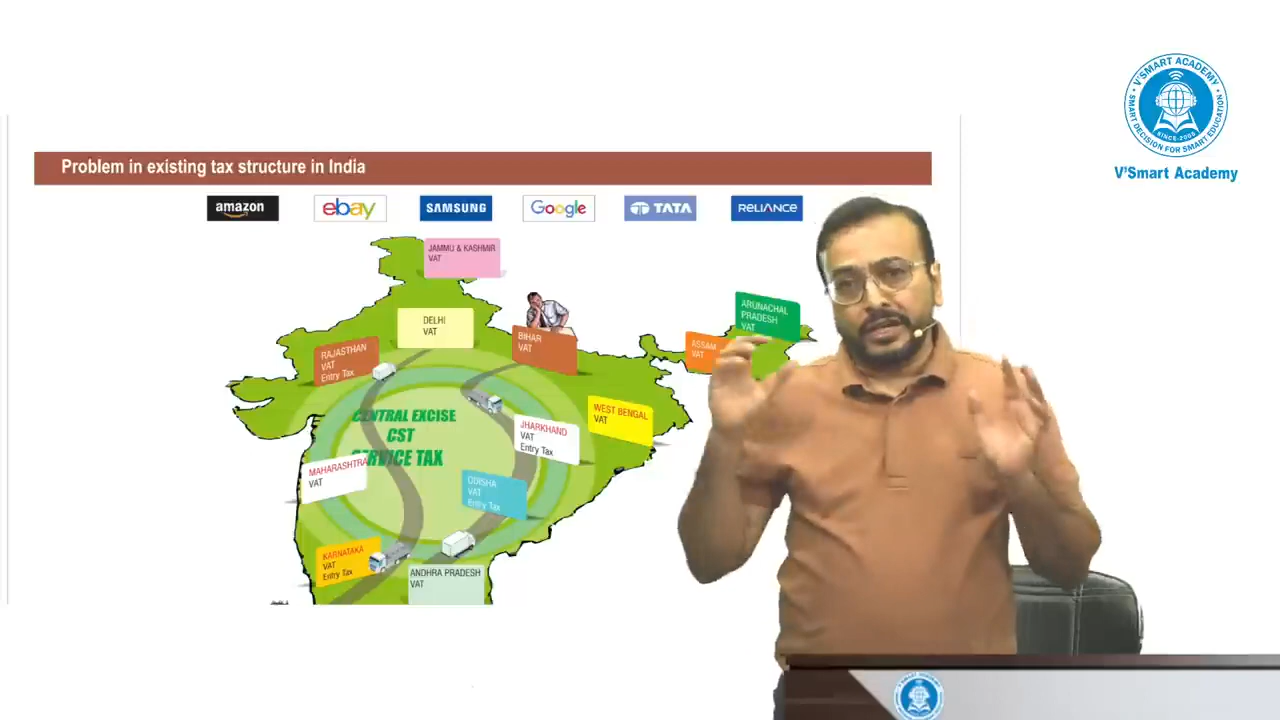 V'SMART ACADEMY
SMART DECISION FOR SMART EDUCATION
SINCE-2006
V'Smart Academy
Problem in existing tax structure in India
amazon
ebay
SAMSUNG
Google
TATA
RELIANCE
JAMMU & KASHMIR
VAT
DELHI
VAT
BIHAR
VAT
ARUNACHAL
PRADESH
VAT
ASSAM
VAT
RAJASTHAN
VAT
Entry Tax
CENTRAL EXCISE
CST
SERVICE TAX
WEST BENGAL
VAT
JHARKHAND
VAT
Entry Tax
MAHARASHTRA
VAT
ODISHA
VAT
Entry Tax
KARNATAKA
VAT
Entry Tax
ANDHRA PRADESH
VAT
V'SMART ACADEMY